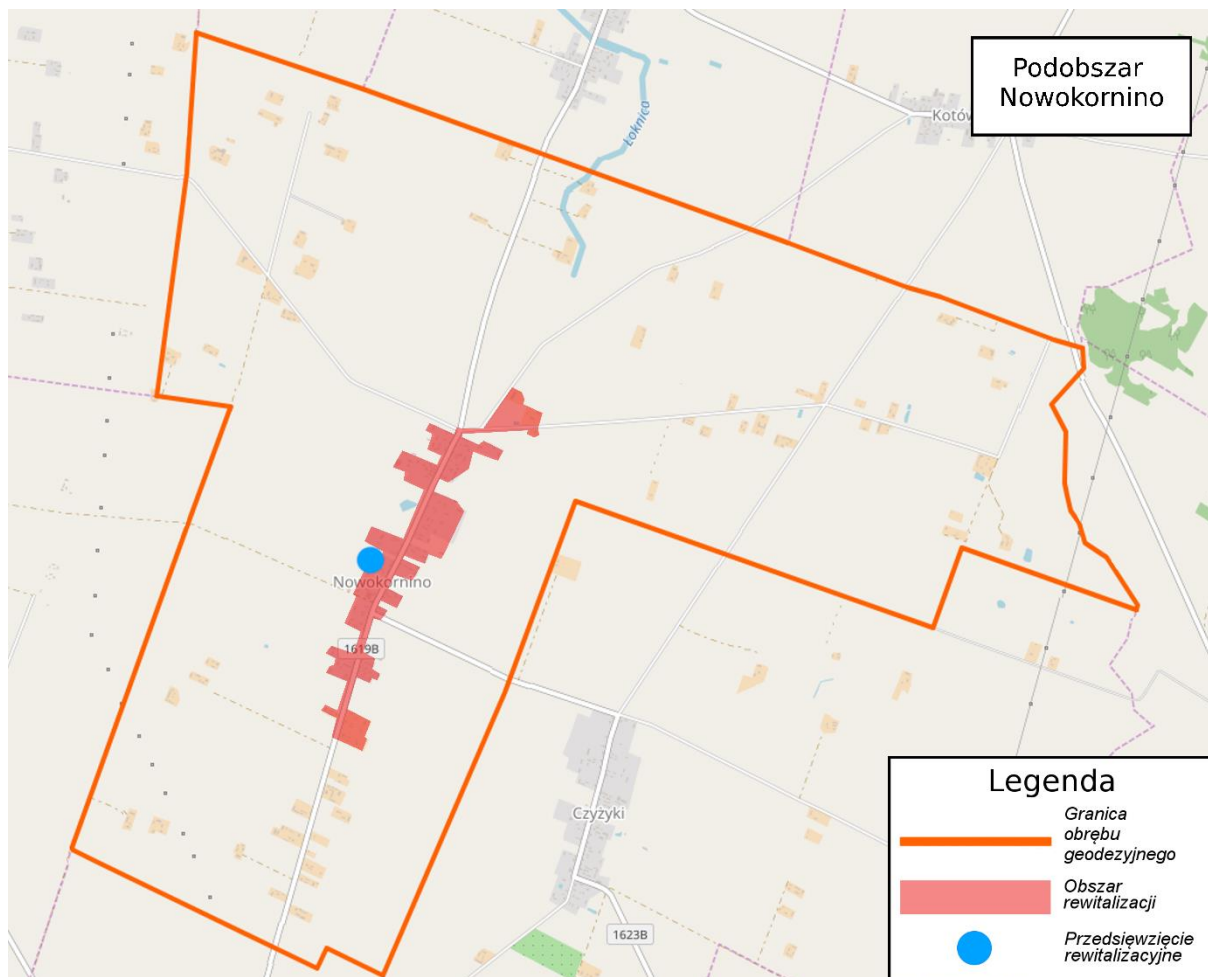 Podobszar
Nowokornino
Kotów
Łoknica
Nowokornino
1619B
Czyżyki
1623B
Legenda
Granica
obrębu
geodezyjnego
Obszar
rewitalizacji
Przedsięwzięcie
rewitalizacyjne